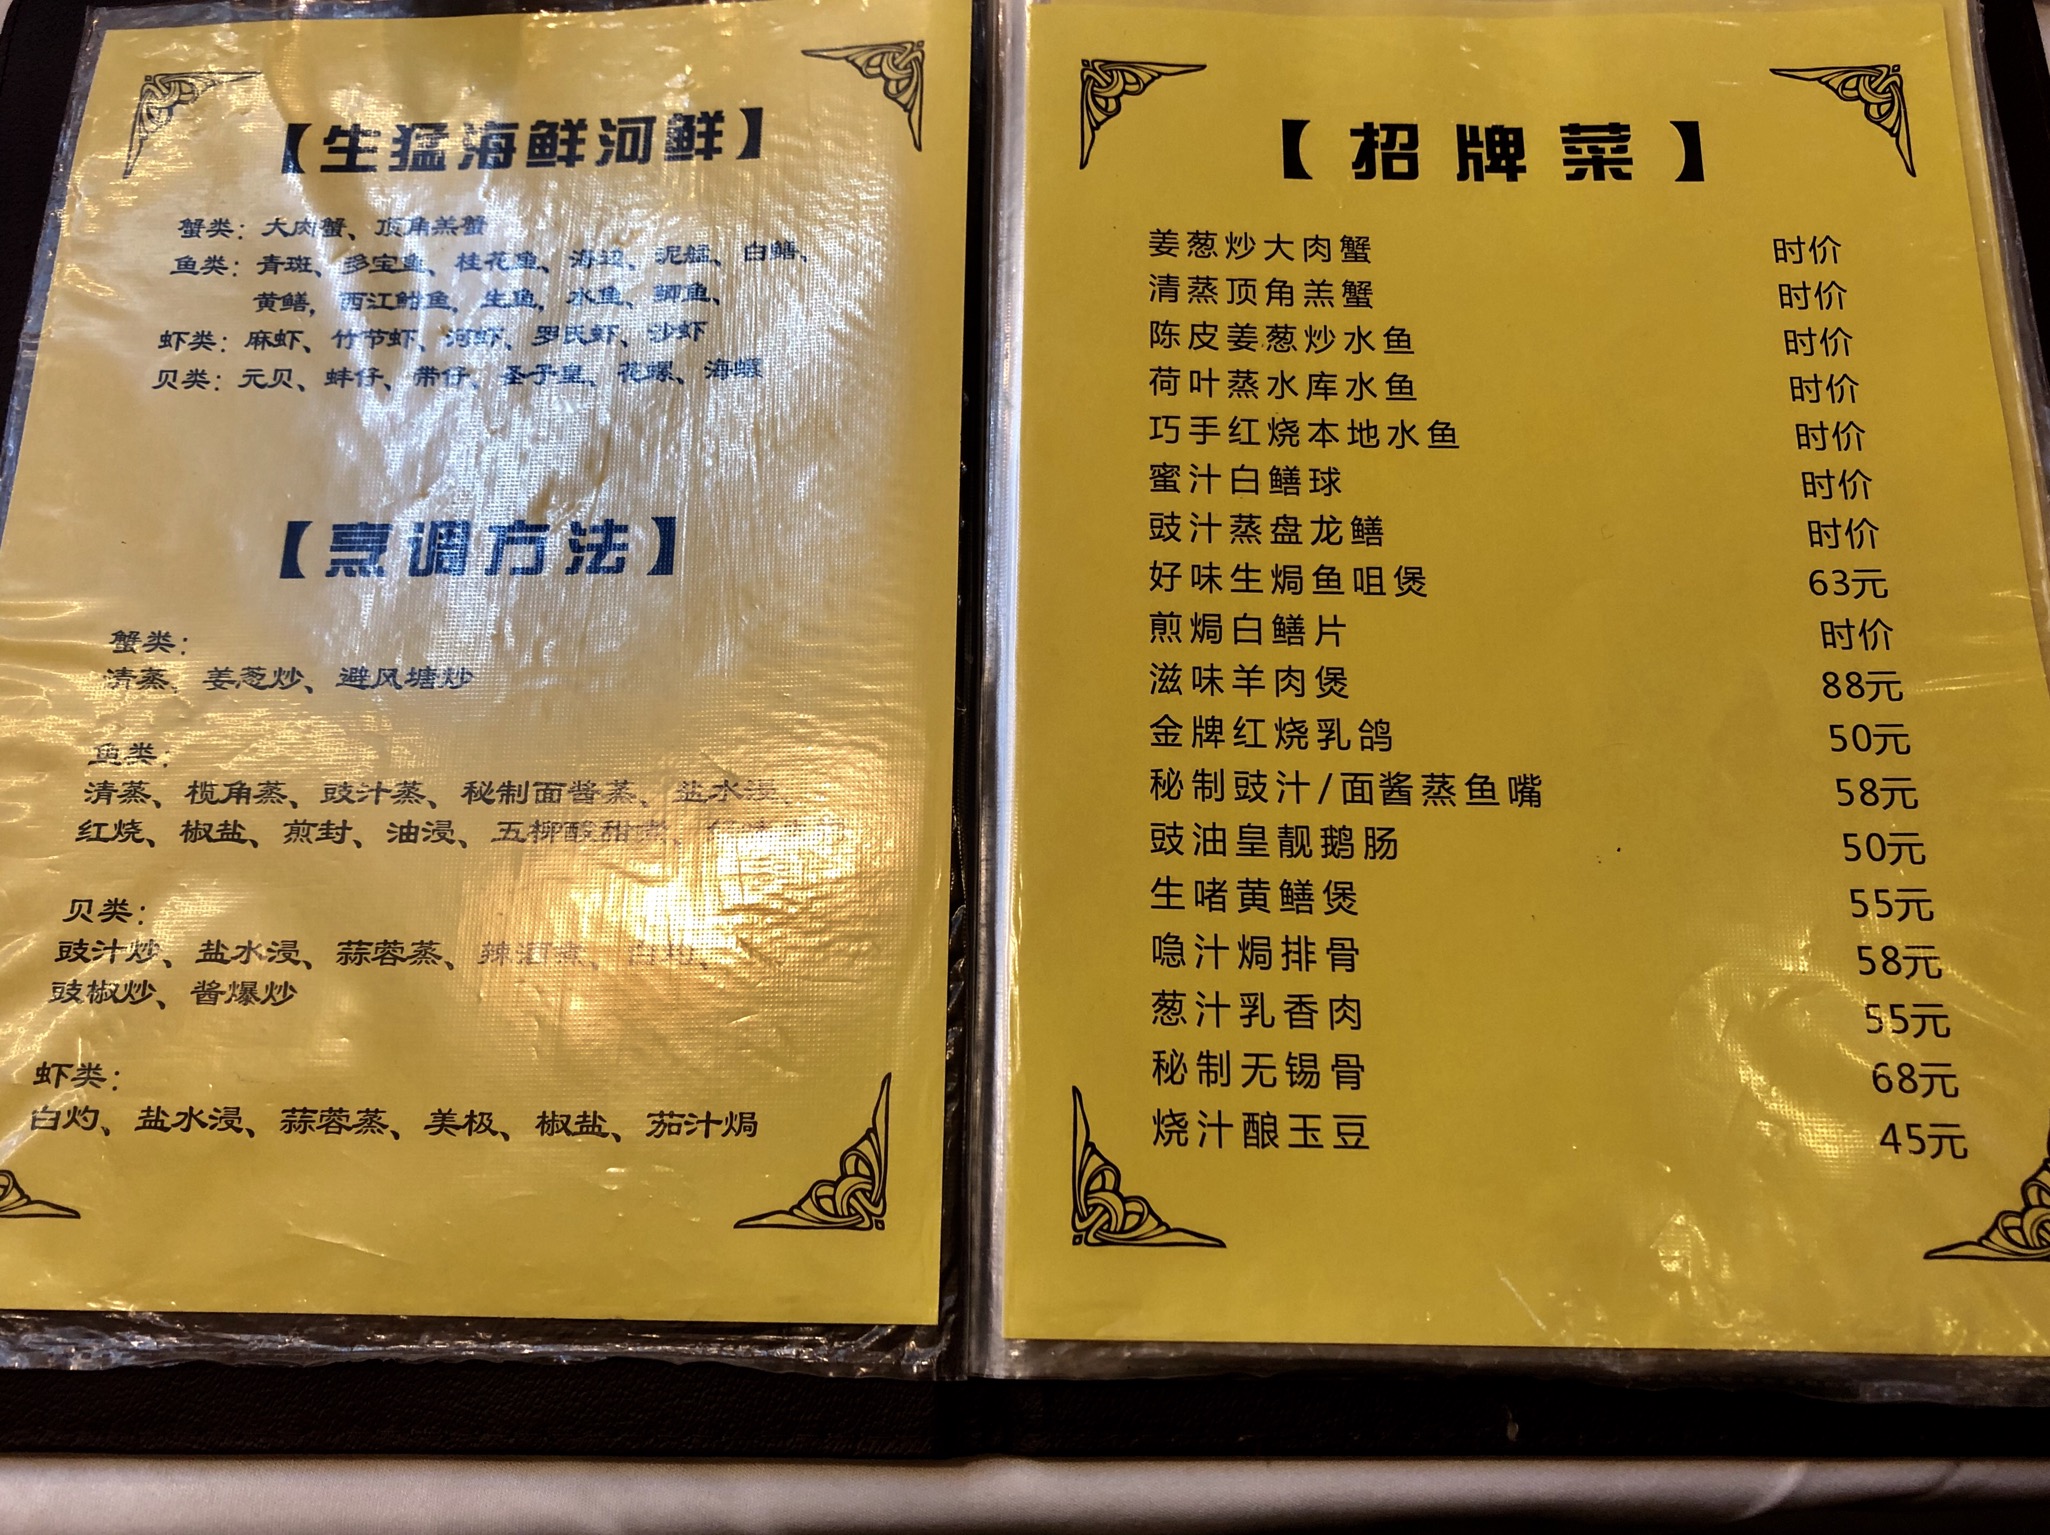 【生猛海鲜河鲜】
蟹类：大肉蟹、顶角羔蟹
鱼类：青斑、多宝鱼、桂花鱼、海边、泥艋、白鳝、
黄鳝，西江鲋鱼、生鱼，水鱼、鲫鱼、
虾类：麻虾、竹节虾、河虾、罗氏虾、沙虾
贝类：元贝、蚌仔、带仔、圣子皇、花螺、海螺
【烹调方法】
蟹类：
清蒸、姜葱炒、避风塘炒
鱼类：
清蒸、榄角蒸、豉汁蒸、秘制面酱蒸、盐水浸、
红烧、椒盐、煎封、油浸、五柳酸甜煮、
贝类：
豉汁炒、盐水浸、蒜蓉蒸、辣酒煮、白灼、
豉椒炒、酱爆炒
虾类：
白灼、盐水浸、蒜蓉蒸、美极、椒盐、茄汁焗
【招牌菜】
姜葱炒大肉蟹 时价
清蒸顶角羔蟹 时价
陈皮姜葱炒水鱼 时价
荷叶蒸水库水鱼 时价
巧手红烧本地水鱼 时价
蜜汁白鳝球 时价
豉汁蒸盘龙鳝 时价
好味生焗鱼咀煲 63元
煎焗白鳝片 时价
滋味羊肉煲 88元
金牌红烧乳鸽 50元
秘制豉汁/面酱蒸鱼嘴 58元
豉油皇靓鹅肠 50元
生啫黄鳝煲 55元
喼汁焗排骨 58元
葱汁乳香肉 55元
秘制无锡骨 68元
烧汁酿玉豆 45元